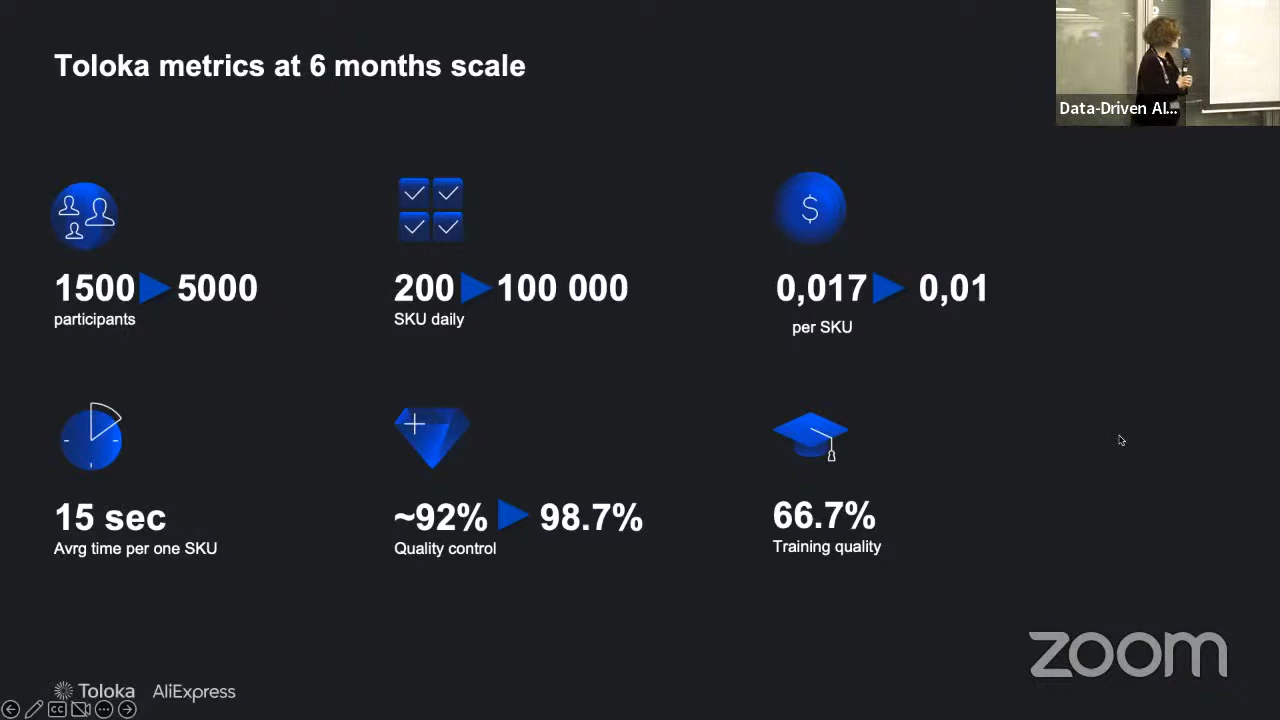 Toloka metrics at 6 months scale
Data-Driven AI...
1500 5000
participants
200 100 000
SKU daily
$
0,017 0,01
per SKU
15 sec
Avrg time per one SKU
~92% 98.7%
Quality control
66.7%
Training quality
zoom
Toloka AliExpress
CC